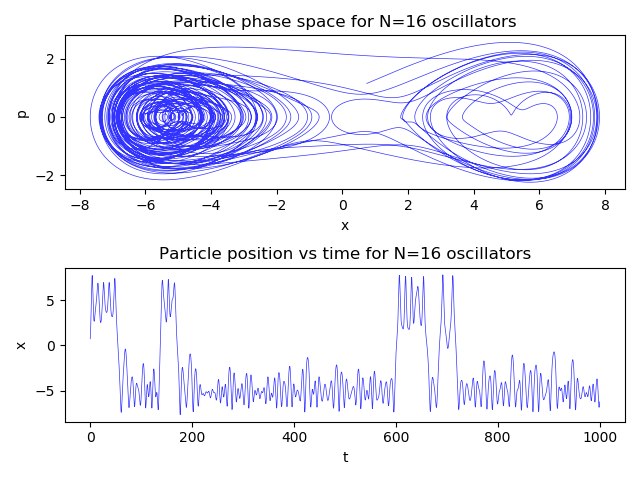 Particle phase space for N=16 oscillators
2
0
−2
p
−8 −6 −4 −2 0 2 4 6 8
x
Particle position vs time for N=16 oscillators
5
0
−5
x
0 200 400 600 800 1000
t